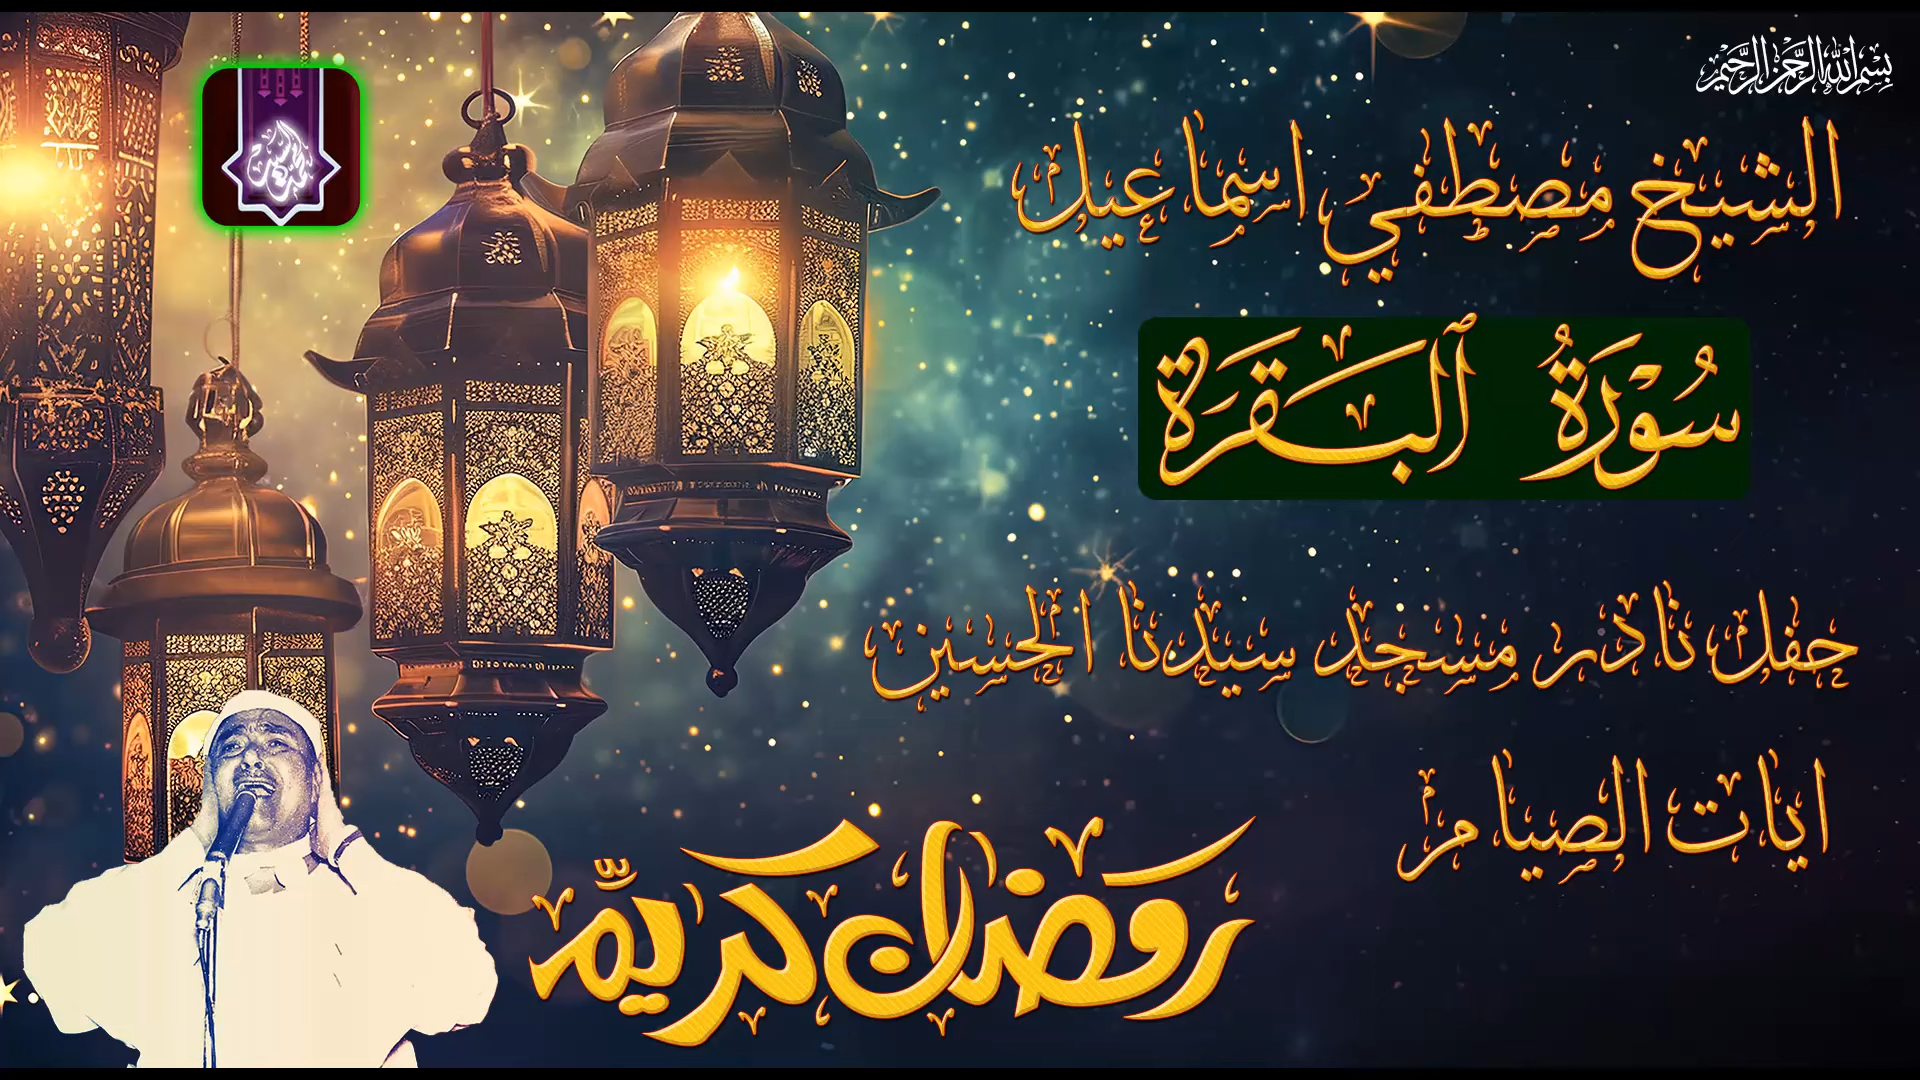 بسم الله الرحمن الرحيم
الشيخ مصطفي اسماعيل
سُورَةُ ٱلبَقَرَة
حفل نادر مسجد سيدنا الحسين
ايات الصيام
رمضان كريم